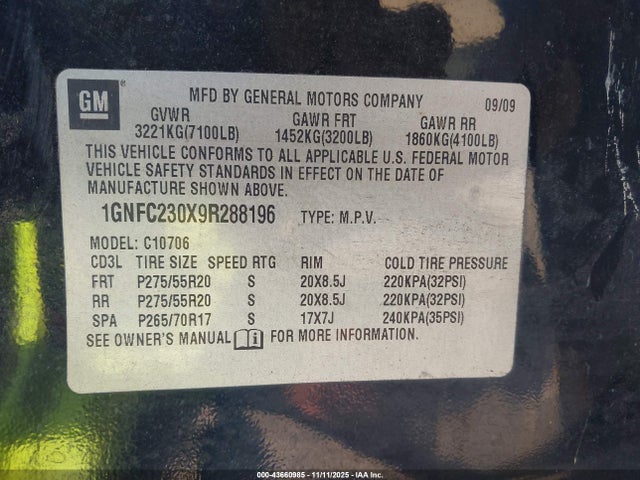 GM
MFD BY GENERAL MOTORS COMPANY 09/09
GVWR GAWR FRT GAWR RR
3221KG(7100LB) 1452KG(3200LB) 1860KG(4100LB)
THIS VEHICLE CONFORMS TO ALL APPLICABLE U.S. FEDERAL MOTOR
VEHICLE SAFETY STANDARDS IN EFFECT ON THE DATE OF
MANUFACTURE SHOWN ABOVE.
1GNFC230X9R288196 TYPE: M.P.V.
MODEL: C10706
CD3L TIRE SIZE SPEED RTG RIM COLD TIRE PRESSURE
FRT P275/55R20 S 20X8.5J 220KPA(32PSI)
RR P275/55R20 S 20X8.5J 220KPA(32PSI)
SPA P265/70R17 S 17X7J 240KPA(35PSI)
SEE OWNER'S MANUAL i FOR MORE INFORMATION.
000-43660985 - 11/11/2025 - IAA Inc.